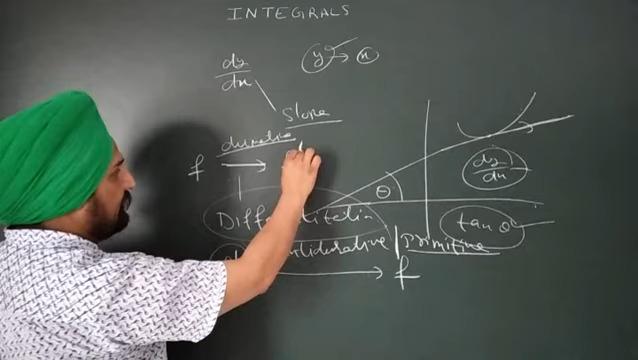 INTEGRALS
dy/dx
y → x
Slope
derivative
f →
θ
dy/dx
Differentiation
tan θ
Antiderivative | primitive
→ f